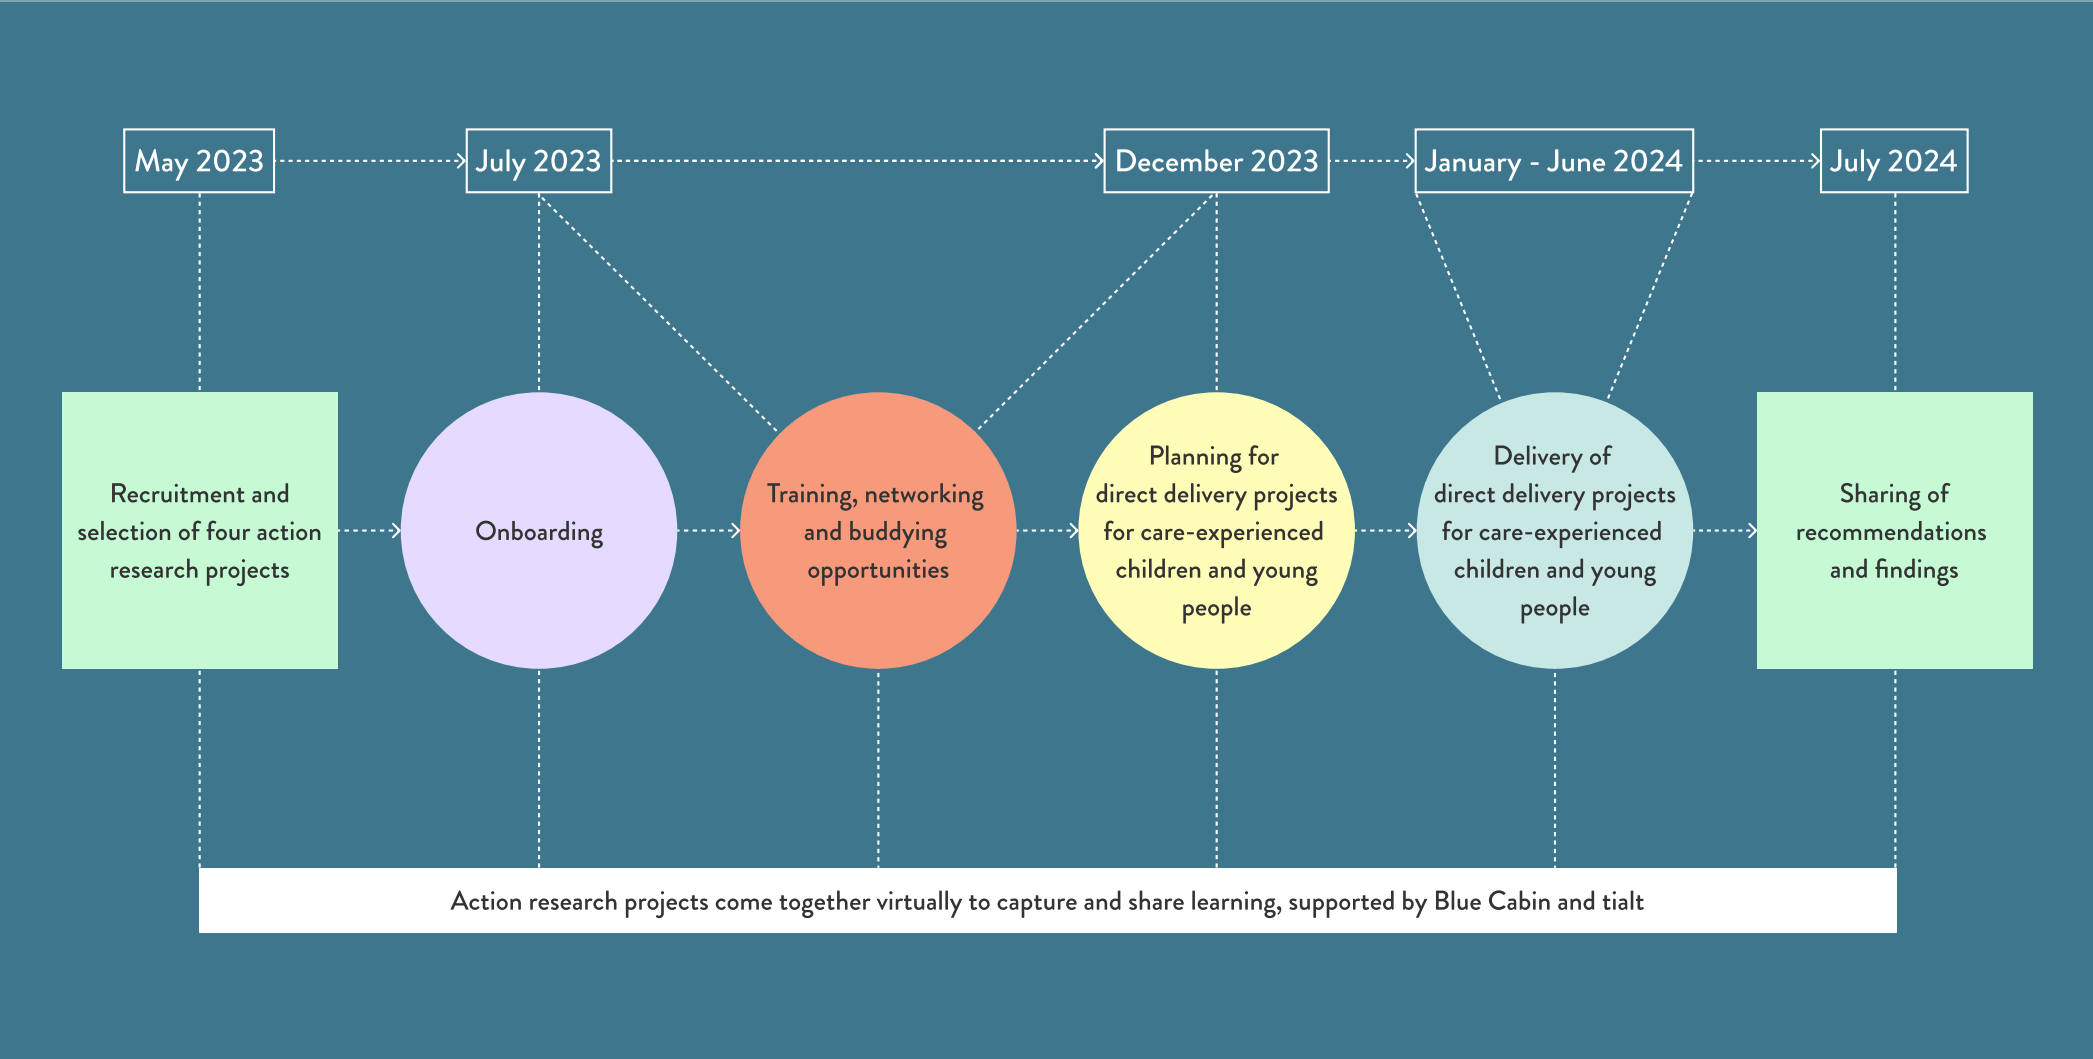 May 2023
July 2023
December 2023
January - June 2024
July 2024
Recruitment and
selection of four action
research projects
Onboarding
Training, networking
and buddying
opportunities
Planning for
direct delivery projects
for care-experienced
children and young
people
Delivery of
direct delivery projects
for care-experienced
children and young
people
Sharing of
recommendations
and findings
Action research projects come together virtually to capture and share learning, supported by Blue Cabin and tialt